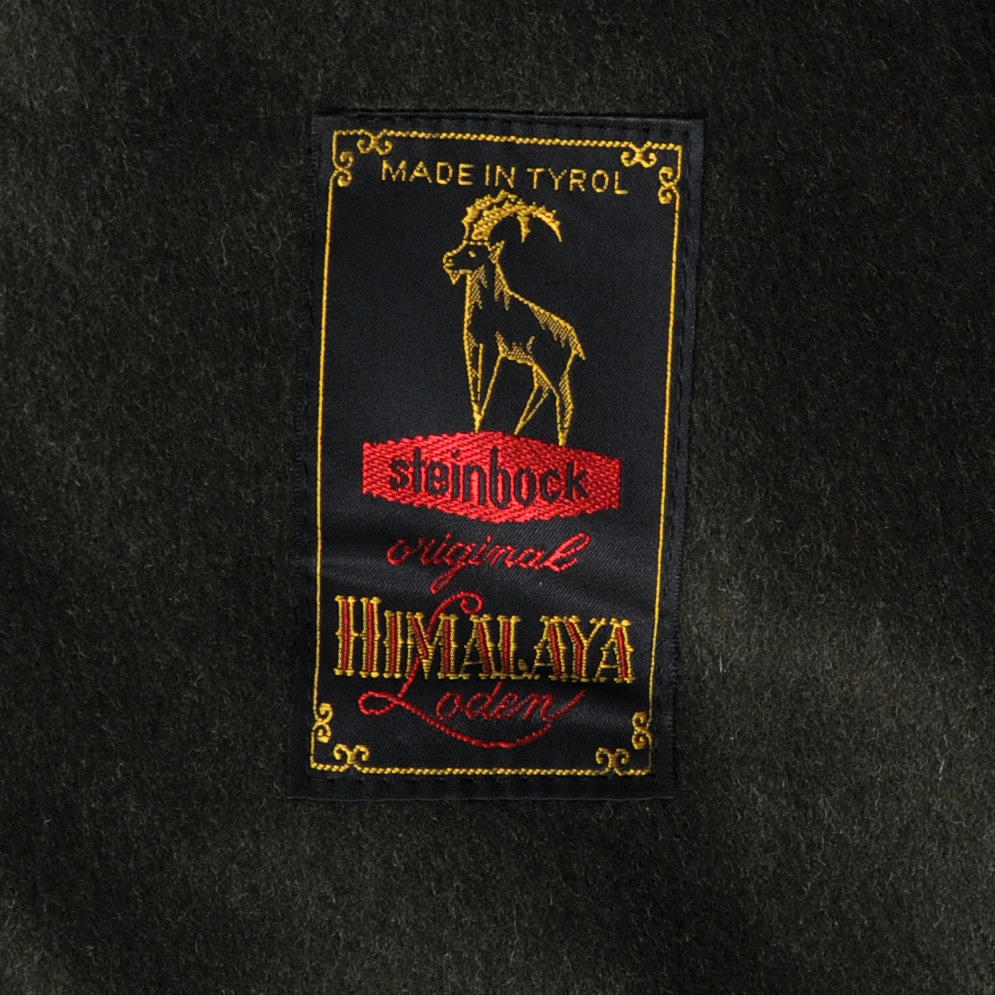 MADE IN TYROL
steinbock
original
HIMALAYA
Loden